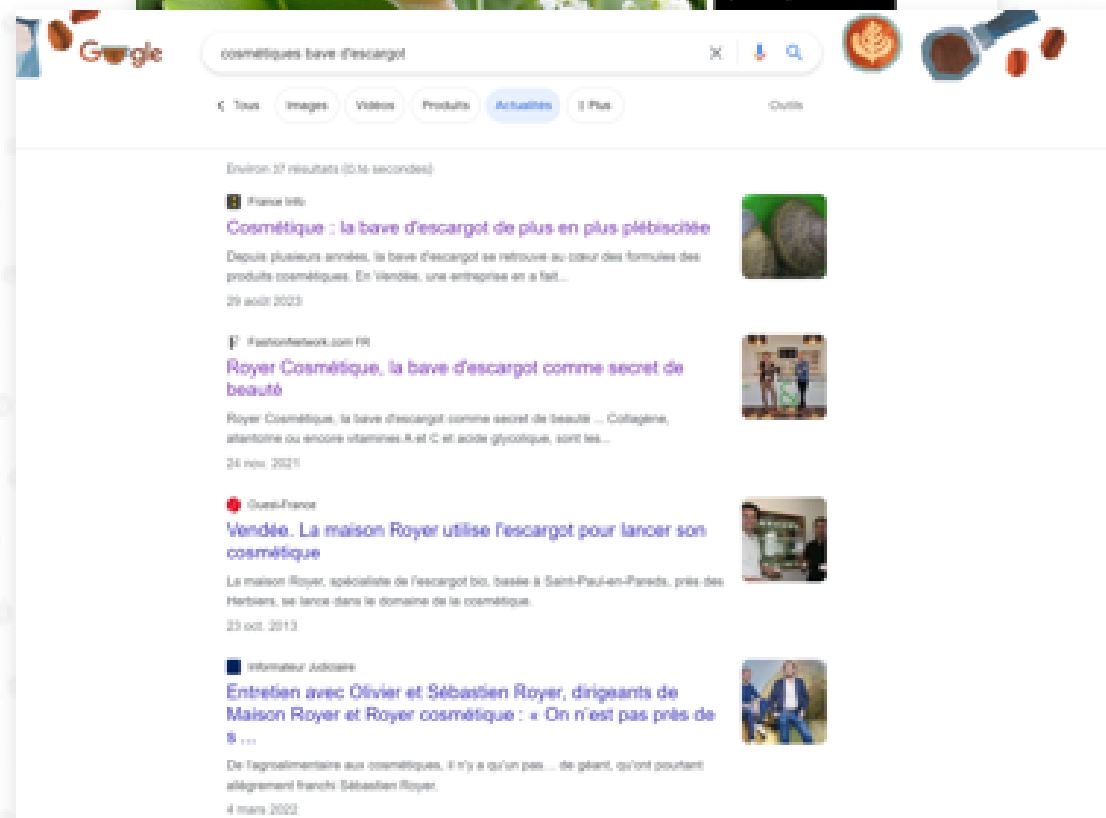 Google
cosmétiques bave d'escargot
Tous Images Vidéos Produits Actualités Plus Outils
Environ 37 résultats (0,16 secondes)
France Info
Cosmétique : la bave d'escargot de plus en plus plébiscitée
Depuis plusieurs années, la bave d'escargot se retrouve au cœur des formules des
produits cosmétiques. En Vendée, une entreprise en a fait...
29 août 2023
FashionNetwork.com FR
Royer Cosmétique, la bave d'escargot comme secret de
beauté
Royer Cosmétique, la bave d'escargot comme secret de beauté ... Collagène,
allantoïne ou encore vitamines A et C et acide glycolique, sont les...
24 nov. 2021
Ouest-France
Vendée. La maison Royer utilise l'escargot pour lancer son
cosmétique
La maison Royer, spécialiste de l'escargot bio, basée à Saint-Paul-en-Pareds, près des
Herbiers, se lance dans le domaine de la cosmétique.
23 oct. 2013
Informateur Judiciaire
Entretien avec Olivier et Sébastien Royer, dirigeants de
Maison Royer et Royer cosmétique : « On n'est pas près de
s ...
De l'agroalimentaire aux cosmétiques, il n'y a qu'un pas... de géant, qu'ont pourtant
allègrement franchi Sébastien Royer.
4 mars 2022